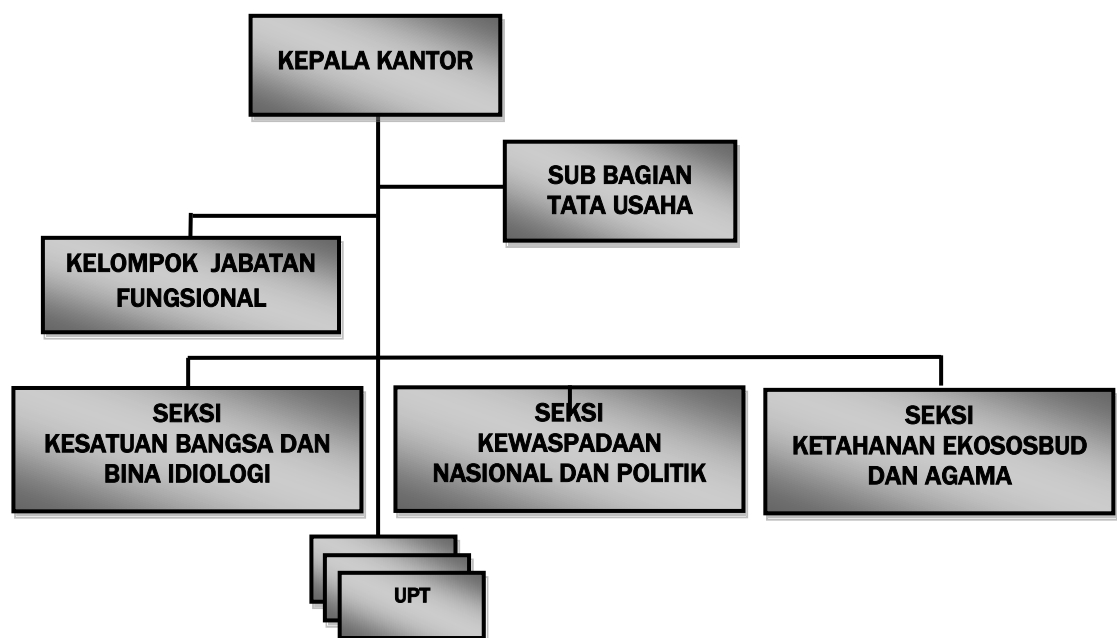 KEPALA KANTOR
SUB BAGIAN
TATA USAHA
KELOMPOK JABATAN
FUNGSIONAL
SEKSI
KESATUAN BANGSA DAN
BINA IDIOLOGI
SEKSI
KEWASPADAAN
NASIONAL DAN POLITIK
SEKSI
KETAHANAN EKOSOSBUD
DAN AGAMA
UPT